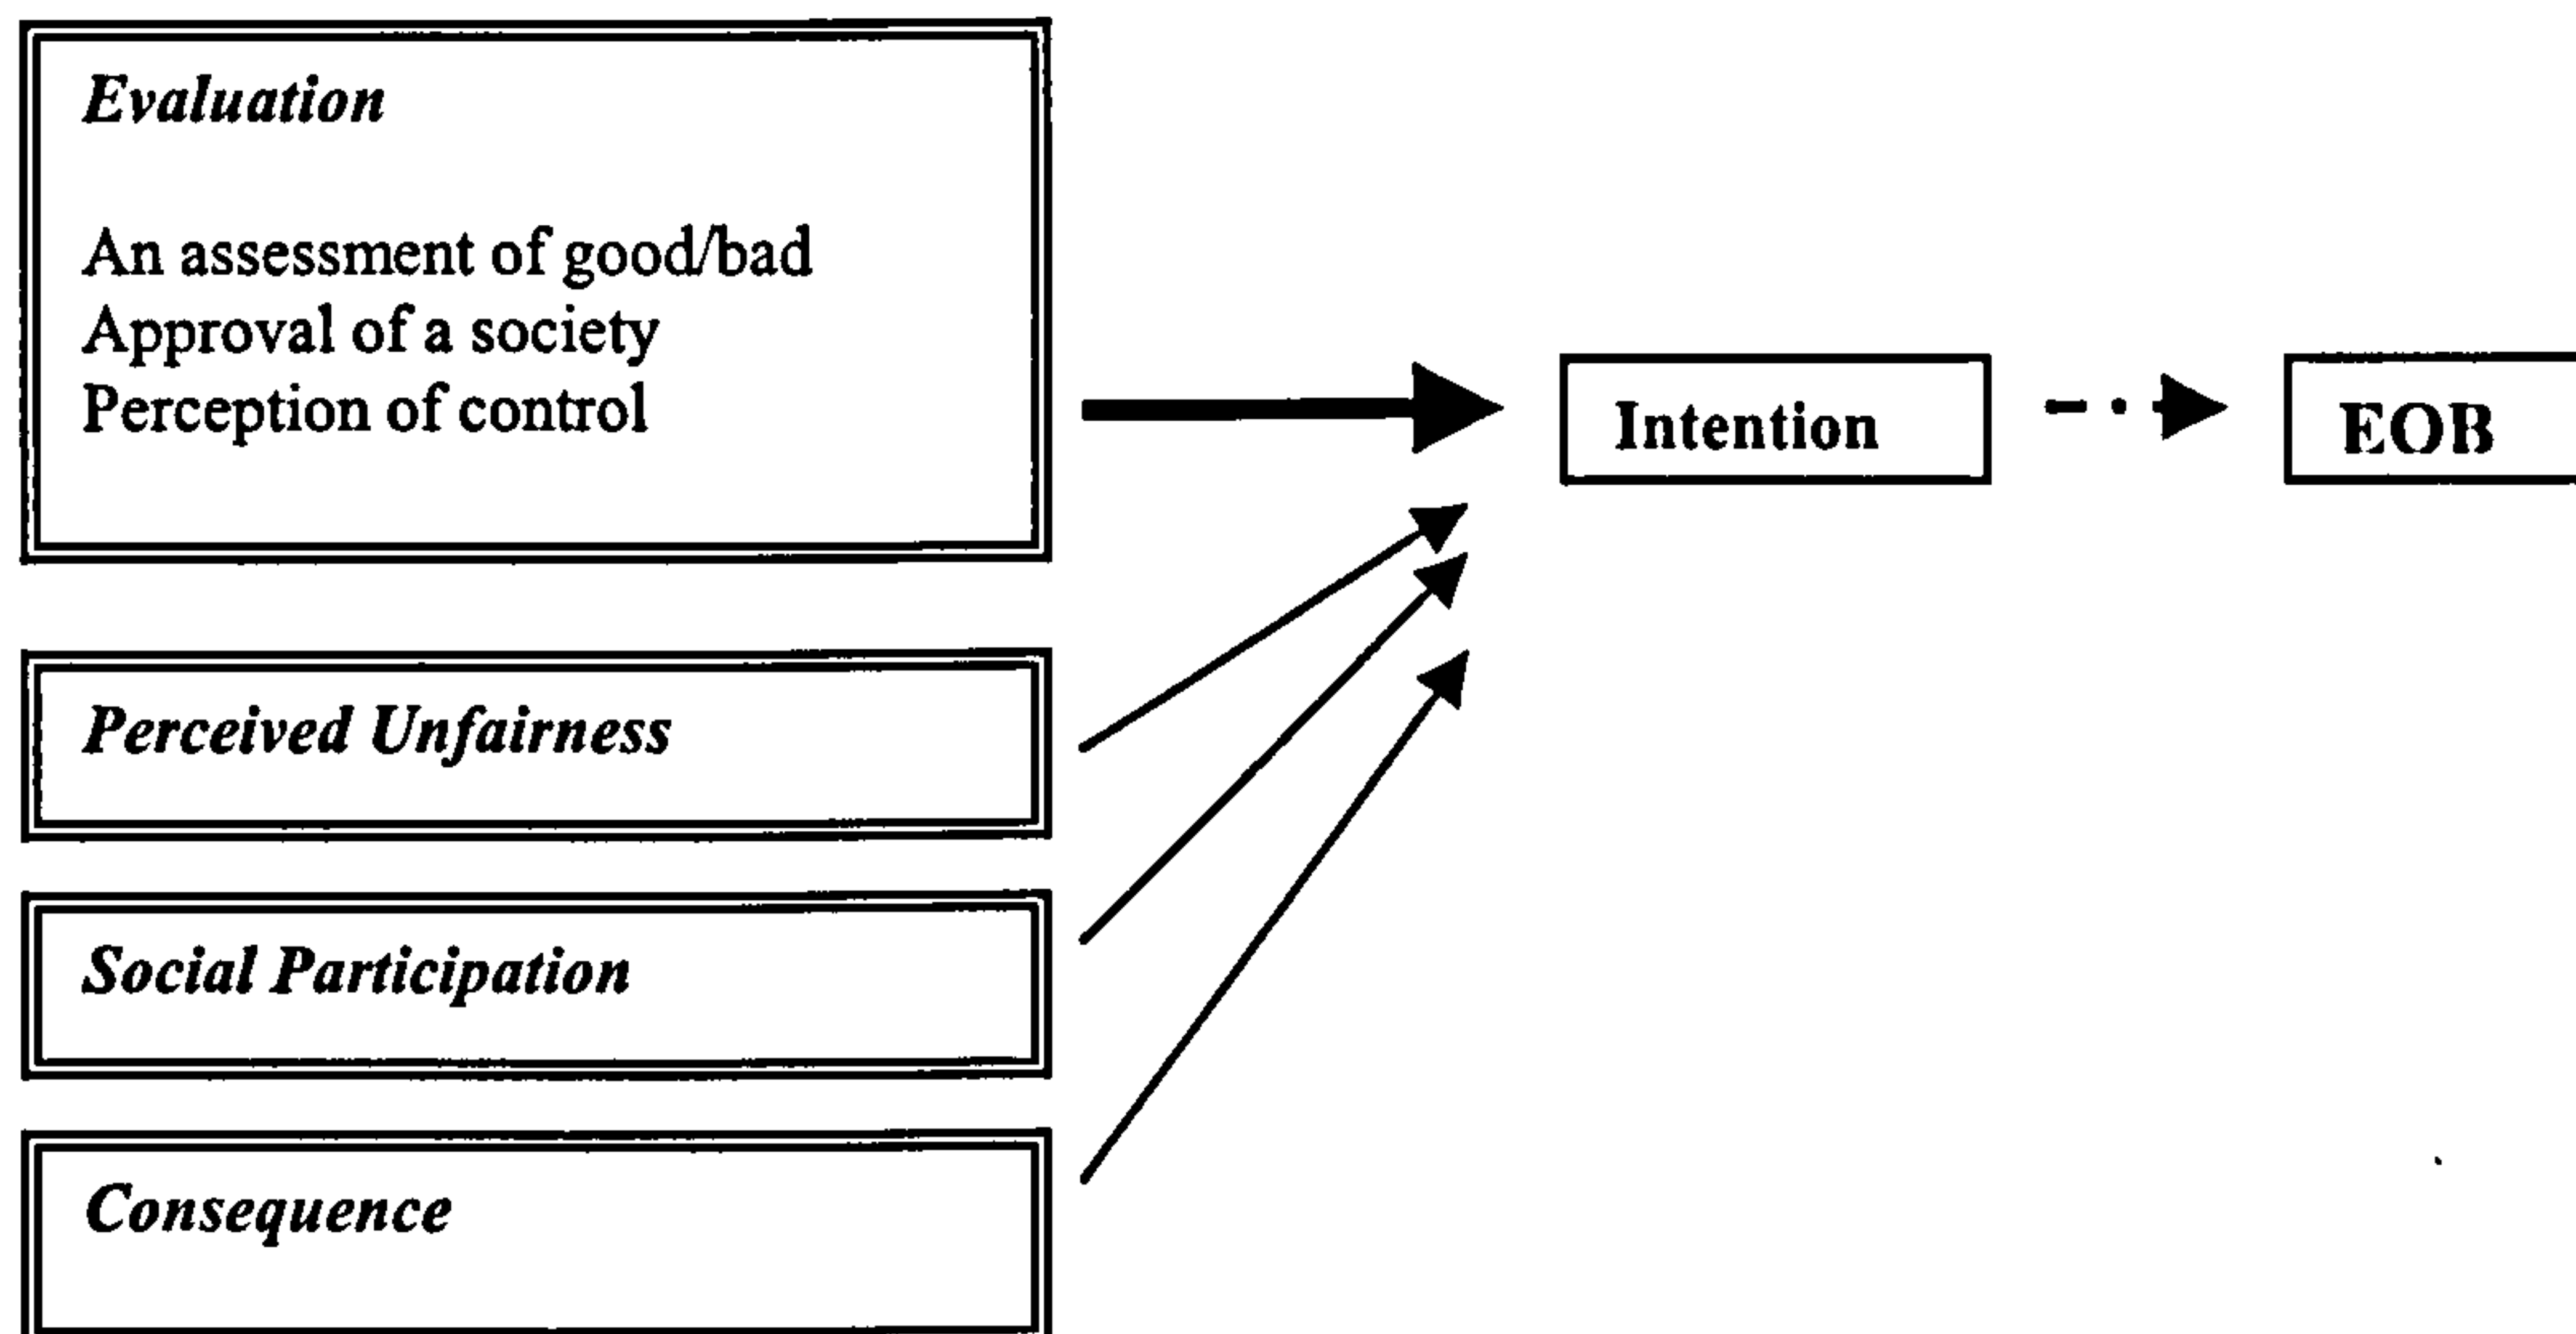 Evaluation
An assessment of good/bad
Approval of a society
Perception of control
Intention
EOB
Perceived Unfairness
Social Participation
Consequence